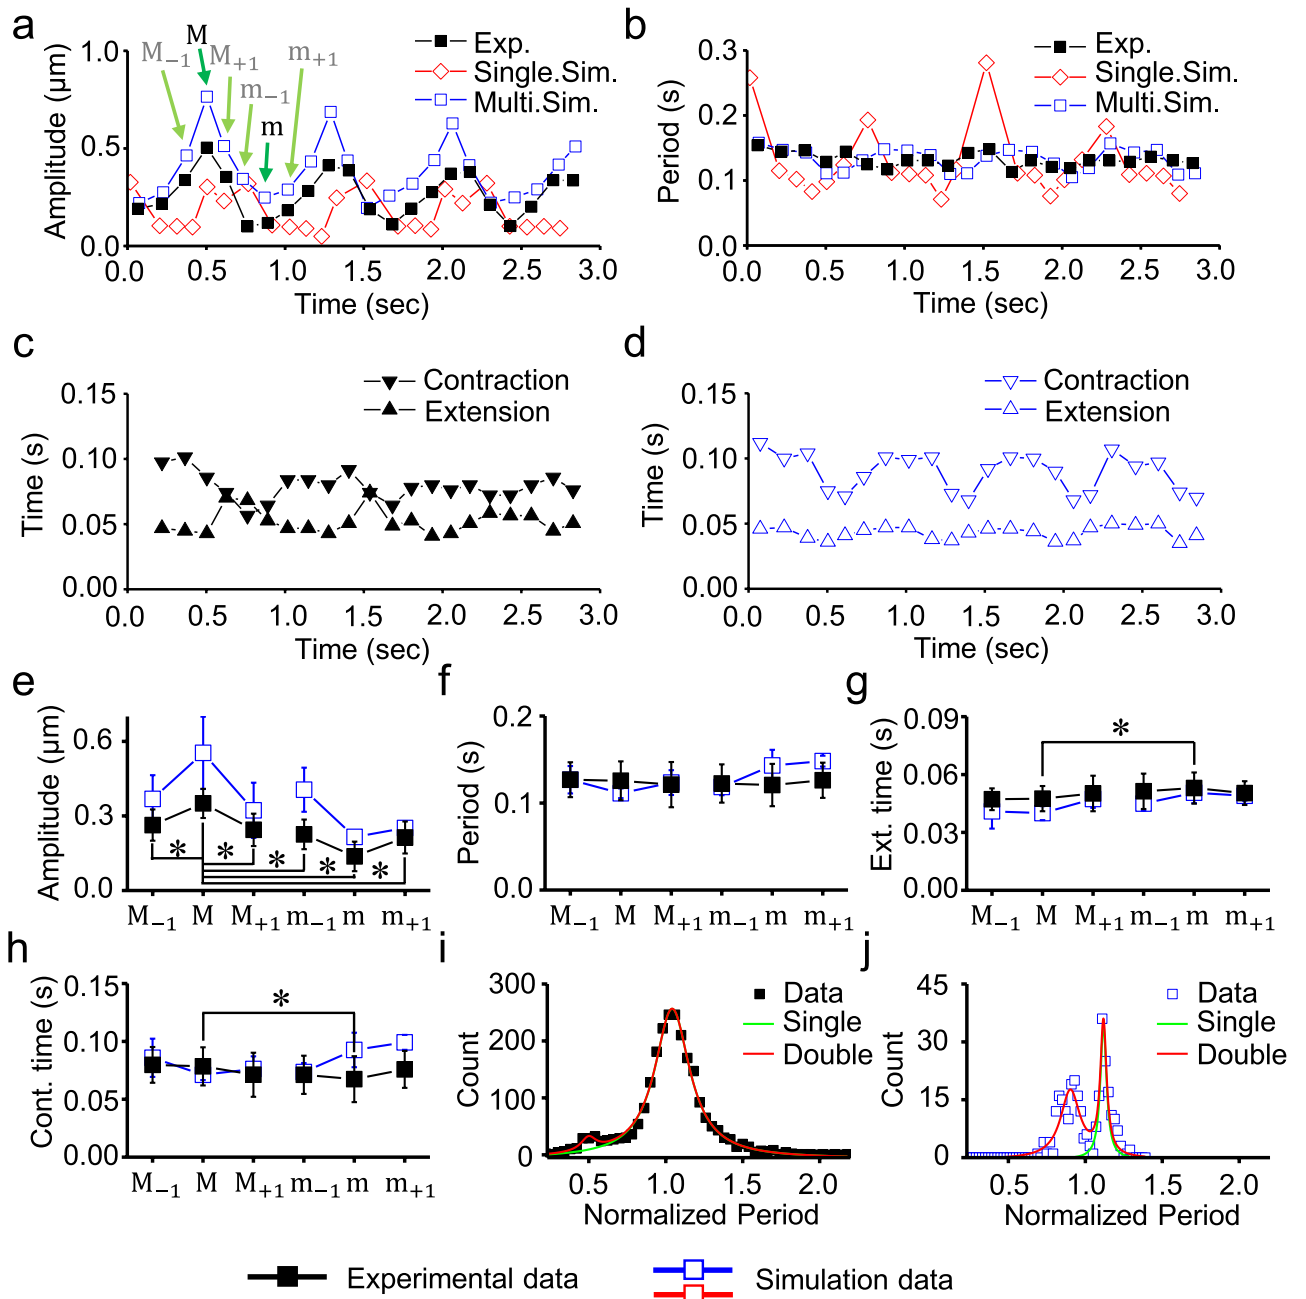 a
Amplitude (μm)
1.0
0.5
0.0
M₋₁
M
M₊₁
m₋₁
m
m₊₁
Exp.
Single.Sim.
Multi.Sim.
0.0 0.5 1.0 1.5 2.0 2.5 3.0
Time (sec)
b
Period (s)
0.3
0.2
0.1
0.0
Exp.
Single.Sim.
Multi.Sim.
0.0 0.5 1.0 1.5 2.0 2.5 3.0
Time (sec)
c
Time (s)
0.15
0.10
0.05
0.00
Contraction
Extension
0.0 0.5 1.0 1.5 2.0 2.5 3.0
Time (sec)
d
Time (s)
0.15
0.10
0.05
0.00
Contraction
Extension
0.0 0.5 1.0 1.5 2.0 2.5 3.0
Time (sec)
e
Amplitude (μm)
0.6
0.3
0.0
* * * * *
M₋₁ M M₊₁ m₋₁ m m₊₁
f
Period (s)
0.2
0.1
0.0
M₋₁ M M₊₁ m₋₁ m m₊₁
g
Ext. time (s)
0.09
0.06
0.03
0.00
*
M₋₁ M M₊₁ m₋₁ m m₊₁
h
Cont. time (s)
0.15
0.10
0.05
0.00
*
M₋₁ M M₊₁ m₋₁ m m₊₁
i
Count
300
200
100
0
Data
Single
Double
0.5 1.0 1.5 2.0
Normalized Period
j
Count
45
30
15
0
Data
Single
Double
0.5 1.0 1.5 2.0
Normalized Period
Experimental data
Simulation data